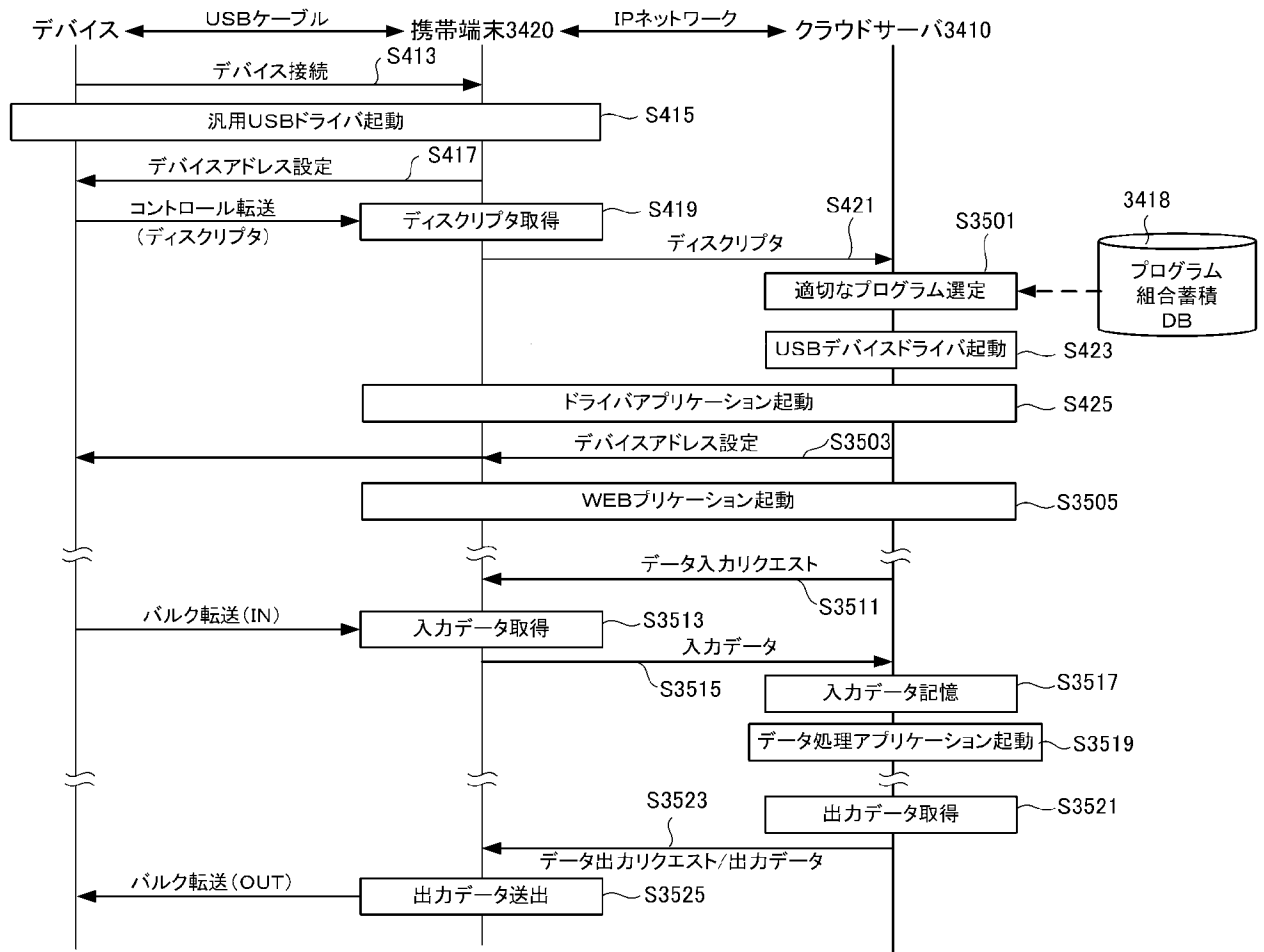 デバイス
USBケーブル
携帯端末3420
IPネットワーク
クラウドサーバ3410
デバイス接続
S413
汎用USBドライバ起動
S415
デバイスアドレス設定
S417
コントロール転送
(ディスクリプタ)
ディスクリプタ取得
S419
ディスクリプタ
S421
S3501
3418
適切なプログラム選定
プログラム
組合蓄積
DB
USBデバイスドライバ起動
S423
ドライバアプリケーション起動
S425
デバイスアドレス設定
S3503
WEBプリケーション起動
S3505
データ入力リクエスト
S3511
バルク転送(IN)
入力データ取得
S3513
入力データ
S3515
入力データ記憶
S3517
データ処理アプリケーション起動
S3519
出力データ取得
S3521
S3523
データ出力リクエスト/出力データ
バルク転送(OUT)
出力データ送出
S3525